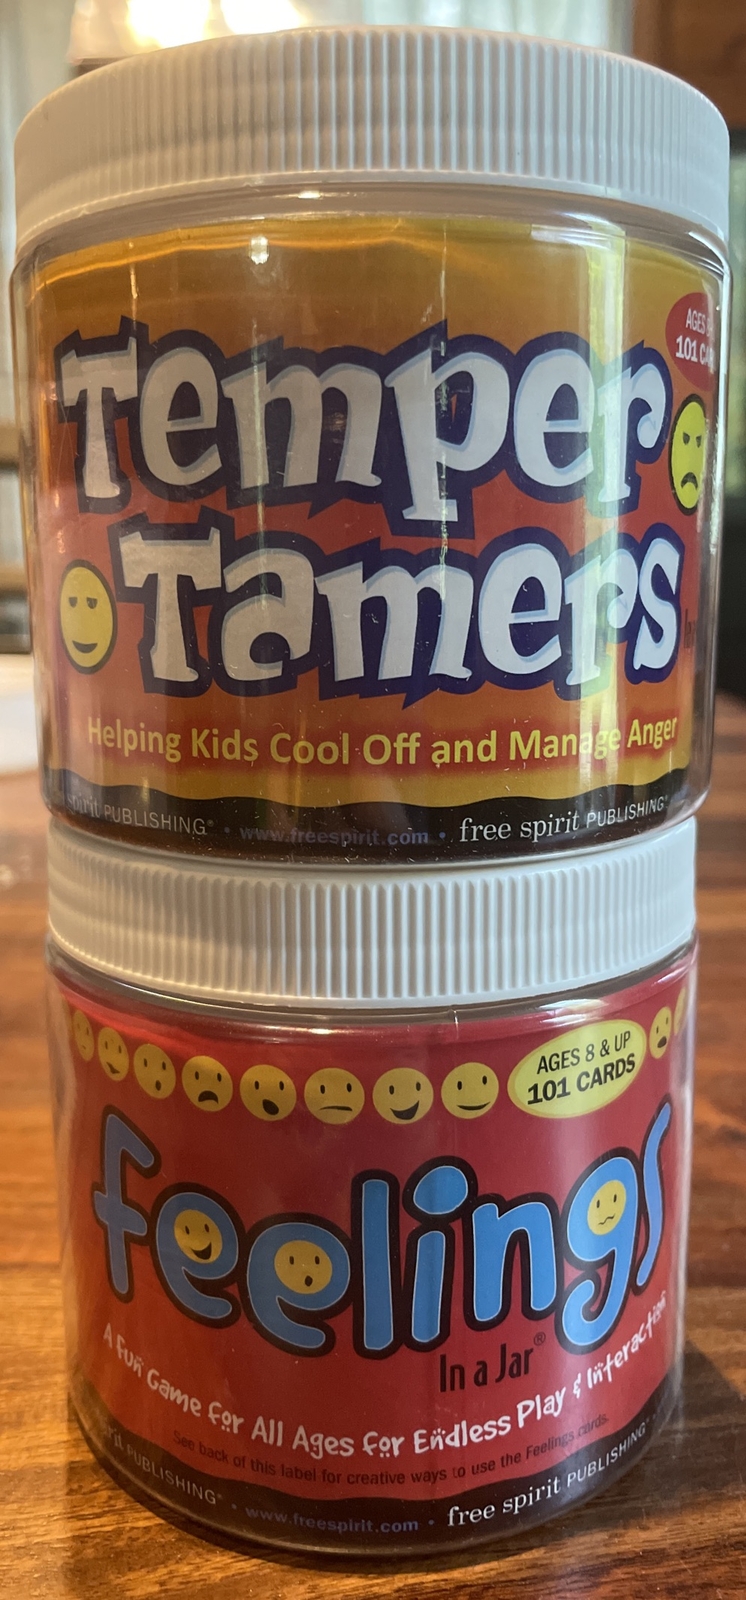 AGES
101
Temper
Tamers
Helping Kids Cool Off and Manage Anger
spirit PUBLISHING® • www.freespirit.com • free spirit PUBLISHING®
AGES 8 & UP
101 CARDS
feelings
In a Jar®
A Fun Game for All Ages for Endless Play & Interaction
See back of this label for creative ways to use the Feelings cards.
PUBLISHING® • www.freespirit.com • free spirit PUBLISHING®